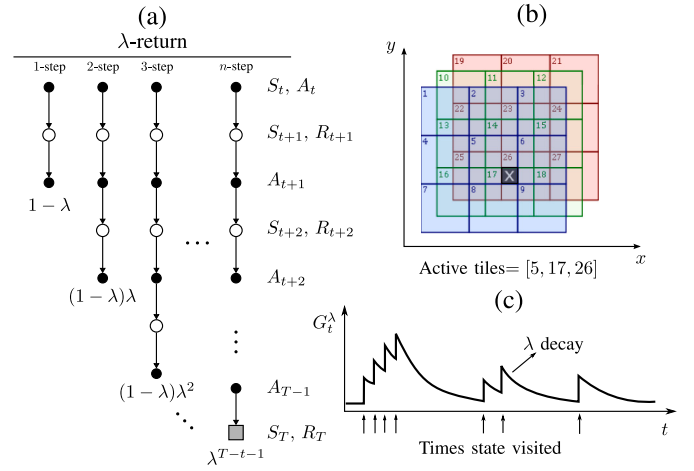 (a)
λ-return
1-step 2-step 3-step n-step
S_t, A_t
S_{t+1}, R_{t+1}
A_{t+1}
1 − λ
S_{t+2}, R_{t+2}
...
A_{t+2}
(1 − λ)λ
(1 − λ)λ^2
A_{T−1}
S_T, R_T
λ^{T−t−1}
(b)
y
19 20 21
10 11 12
1 2 3
22 23 24
13 14 15
4 5 6
25 26 27
16 17 18
X
7 8 9
x
Active tiles= [5, 17, 26]
(c)
G_t^λ
λ decay
t
Times state visited